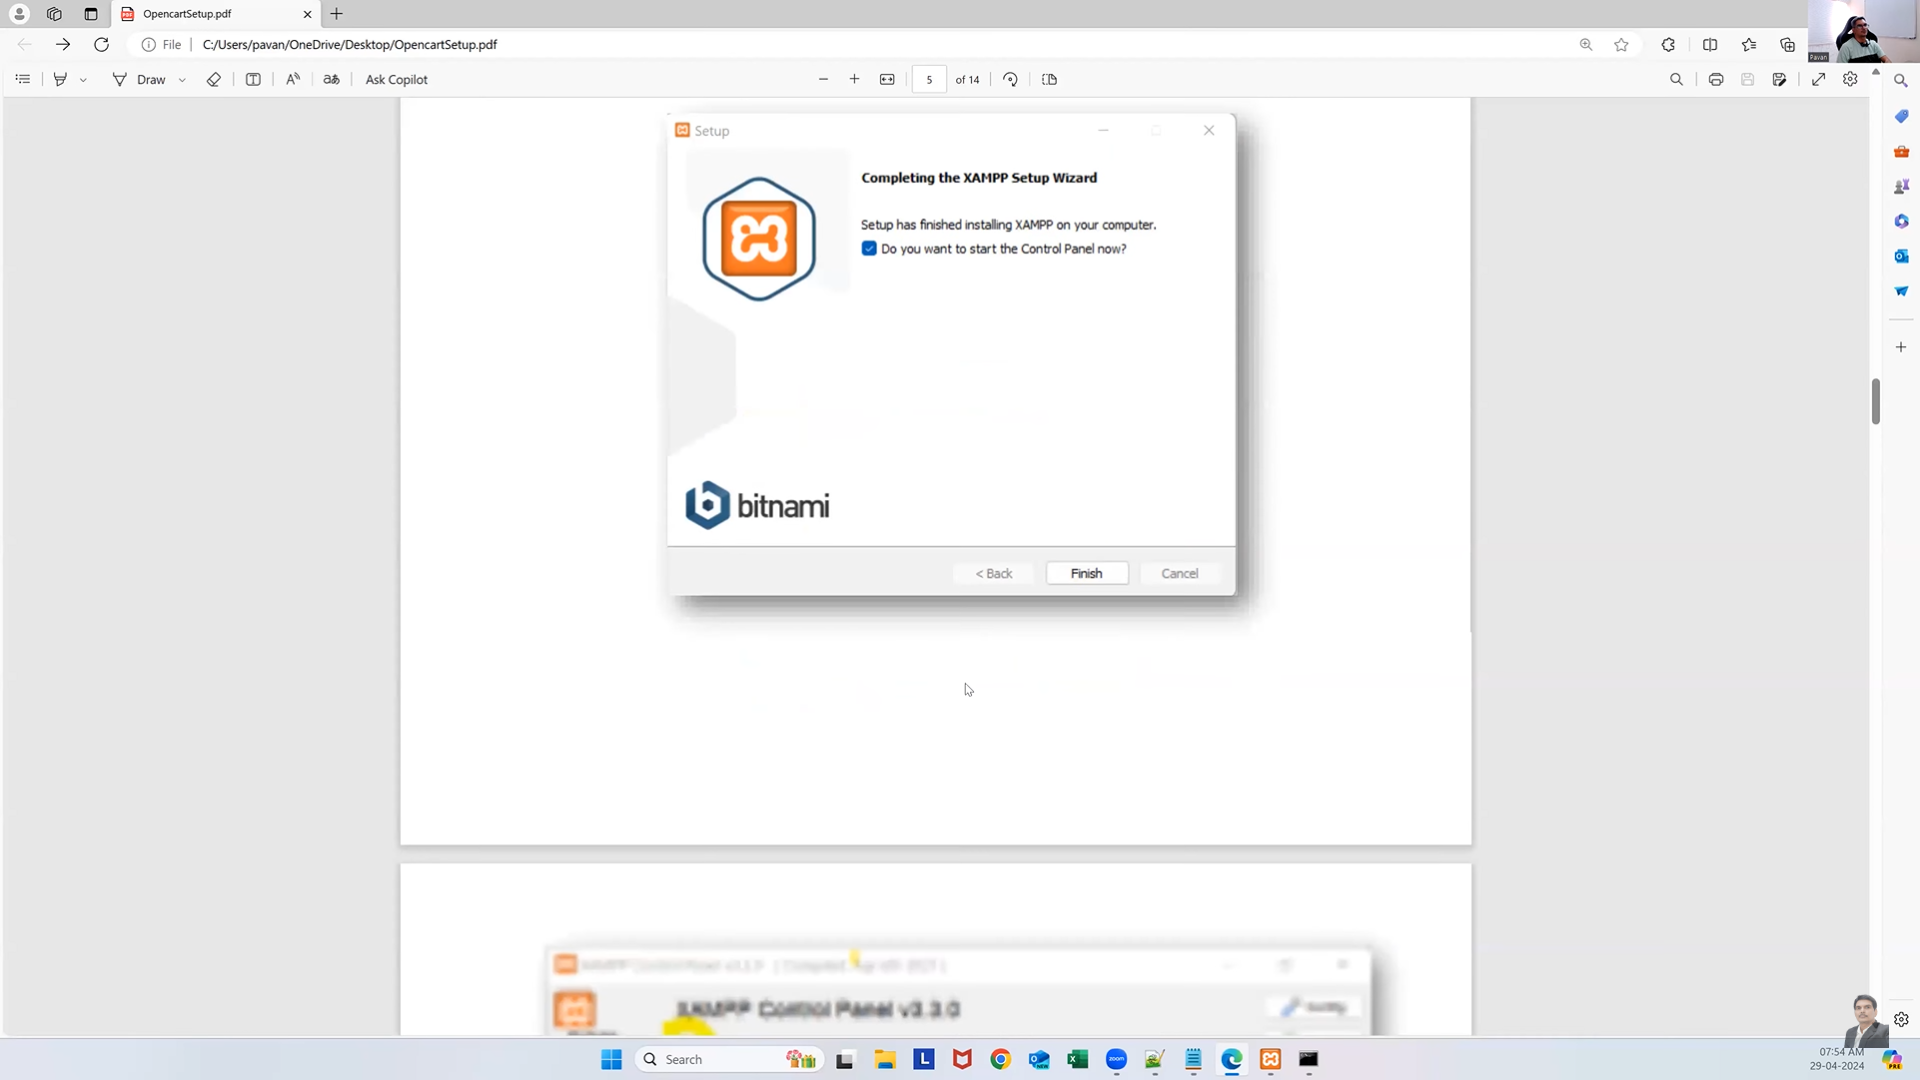 OpencartSetup.pdf
File
C:/Users/pavan/OneDrive/Desktop/OpencartSetup.pdf
Pavan
Draw
Ask Copilot
5
of 14
Setup
Completing the XAMPP Setup Wizard
Setup has finished installing XAMPP on your computer.
Do you want to start the Control Panel now?
bitnami
< Back
Finish
Cancel
XAMPP Control Panel v3.3.0
Search
07:54 AM
29-04-2024